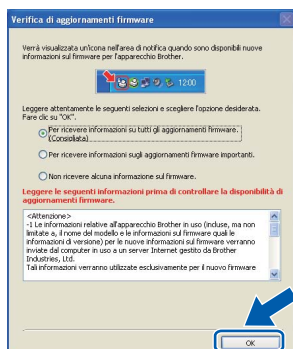 Verifica di aggiornamenti firmware
Verrà visualizzata un'icona nell'area di notifica quando sono disponibili nuove
informazioni sul firmware per l'apparecchio Brother.
12:00
Leggere attentamente le seguenti selezioni e scegliere l'opzione desiderata.
Fare clic su "OK".
Per ricevere informazioni su tutti gli aggiornamenti firmware.
(Consigliata)
Per ricevere informazioni sugli aggiornamenti firmware importanti.
Non ricevere alcuna informazione sul firmware.
Leggere le seguenti informazioni prima di controllare la disponibilità di
aggiornamenti firmware.
<Attenzione>
-1 Le informazioni relative all'apparecchio Brother in uso (incluse, ma non
limitate a, il nome del modello e le informazioni sul firmware quali le
informazioni di versione) per le nuove informazioni sul firmware verranno
inviate dal computer in uso a un server Internet gestito da Brother
Industries, Ltd.
Tali informazioni verranno utilizzate esclusivamente per il nuovo firmware
OK